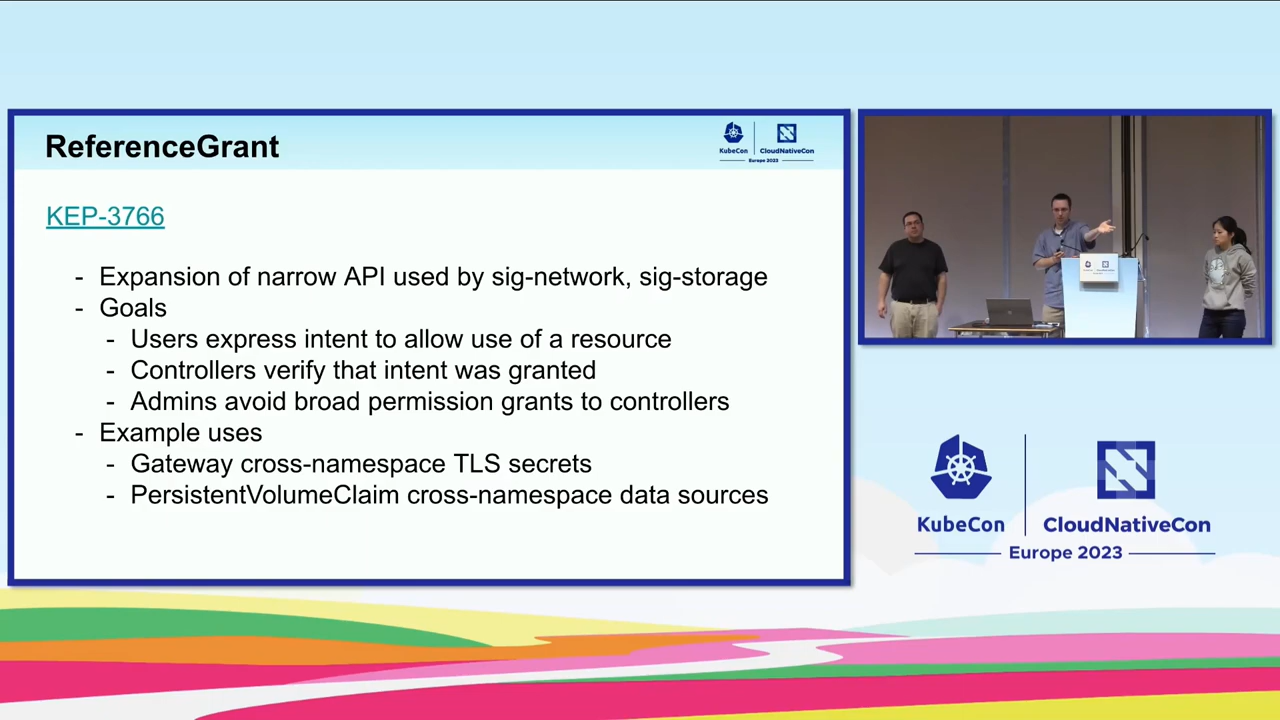 ReferenceGrant
KubeCon
CloudNativeCon
Europe 2023
KEP-3766
- Expansion of narrow API used by sig-network, sig-storage
- Goals
- Users express intent to allow use of a resource
- Controllers verify that intent was granted
- Admins avoid broad permission grants to controllers
- Example uses
- Gateway cross-namespace TLS secrets
- PersistentVolumeClaim cross-namespace data sources
KubeCon
CloudNativeCon
Europe 2023